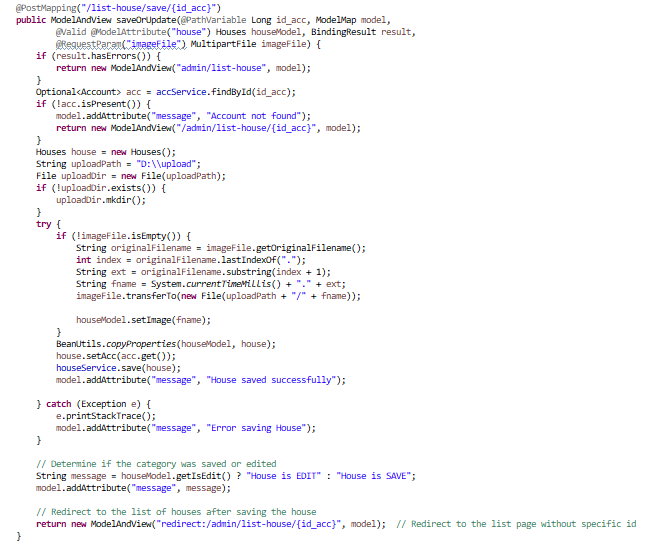 @PostMapping("/list-house/save/{id_acc}")
public ModelAndView saveOrUpdate(@PathVariable Long id_acc, ModelMap model,
@Valid @ModelAttribute("house") Houses houseModel, BindingResult result,
@RequestParam("imageFile") MultipartFile imageFile) {
if (result.hasErrors()) {
return new ModelAndView("admin/list-house", model);
}
Optional<Account> acc = accService.findById(id_acc);
if (!acc.isPresent()) {
model.addAttribute("message", "Account not found");
return new ModelAndView("/admin/list-house/{id_acc}", model);
}
Houses house = new Houses();
String uploadPath = "D:\\upload";
File uploadDir = new File(uploadPath);
if (!uploadDir.exists()) {
uploadDir.mkdir();
}
try {
if (!imageFile.isEmpty()) {
String originalFilename = imageFile.getOriginalFilename();
int index = originalFilename.lastIndexOf(".");
String ext = originalFilename.substring(index + 1);
String fname = System.currentTimeMillis() + "." + ext;
imageFile.transferTo(new File(uploadPath + "/" + fname));
houseModel.setImage(fname);
}
BeanUtils.copyProperties(houseModel, house);
house.setAcc(acc.get());
houseService.save(house);
model.addAttribute("message", "House saved successfully");
} catch (Exception e) {
e.printStackTrace();
model.addAttribute("message", "Error saving House");
}
// Determine if the category was saved or edited
String message = houseModel.getIsEdit() ? "House is EDIT" : "House is SAVE";
model.addAttribute("message", message);
// Redirect to the list of houses after saving the house
return new ModelAndView("redirect:/admin/list-house/{id_acc}", model);  // Redirect to the list page without specific id
}